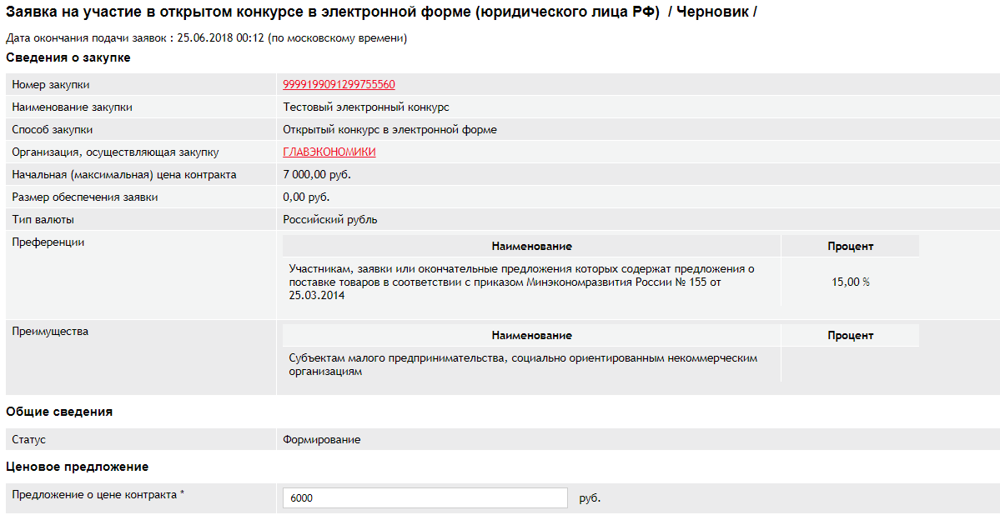 Заявка на участие в открытом конкурсе в электронной форме (юридического лица РФ) / Черновик /
Дата окончания подачи заявок : 25.06.2018 00:12 (по московскому времени)
Сведения о закупке
Номер закупки 9999199091299755560
Наименование закупки Тестовый электронный конкурс
Способ закупки Открытый конкурс в электронной форме
Организация, осуществляющая закупку ГЛАВЭКОНОМИКИ
Начальная (максимальная) цена контракта 7 000,00 руб.
Размер обеспечения заявки 0,00 руб.
Тип валюты Российский рубль
Преференции
Наименование Процент
Участникам, заявки или окончательные предложения которых содержат предложения о
поставке товаров в соответствии с приказом Минэкономразвития России № 155 от
25.03.2014
15,00 %
Преимущества
Наименование Процент
Субъектам малого предпринимательства, социально ориентированным некоммерческим
организациям
Общие сведения
Статус Формирование
Ценовое предложение
Предложение о цене контракта * 6000 руб.